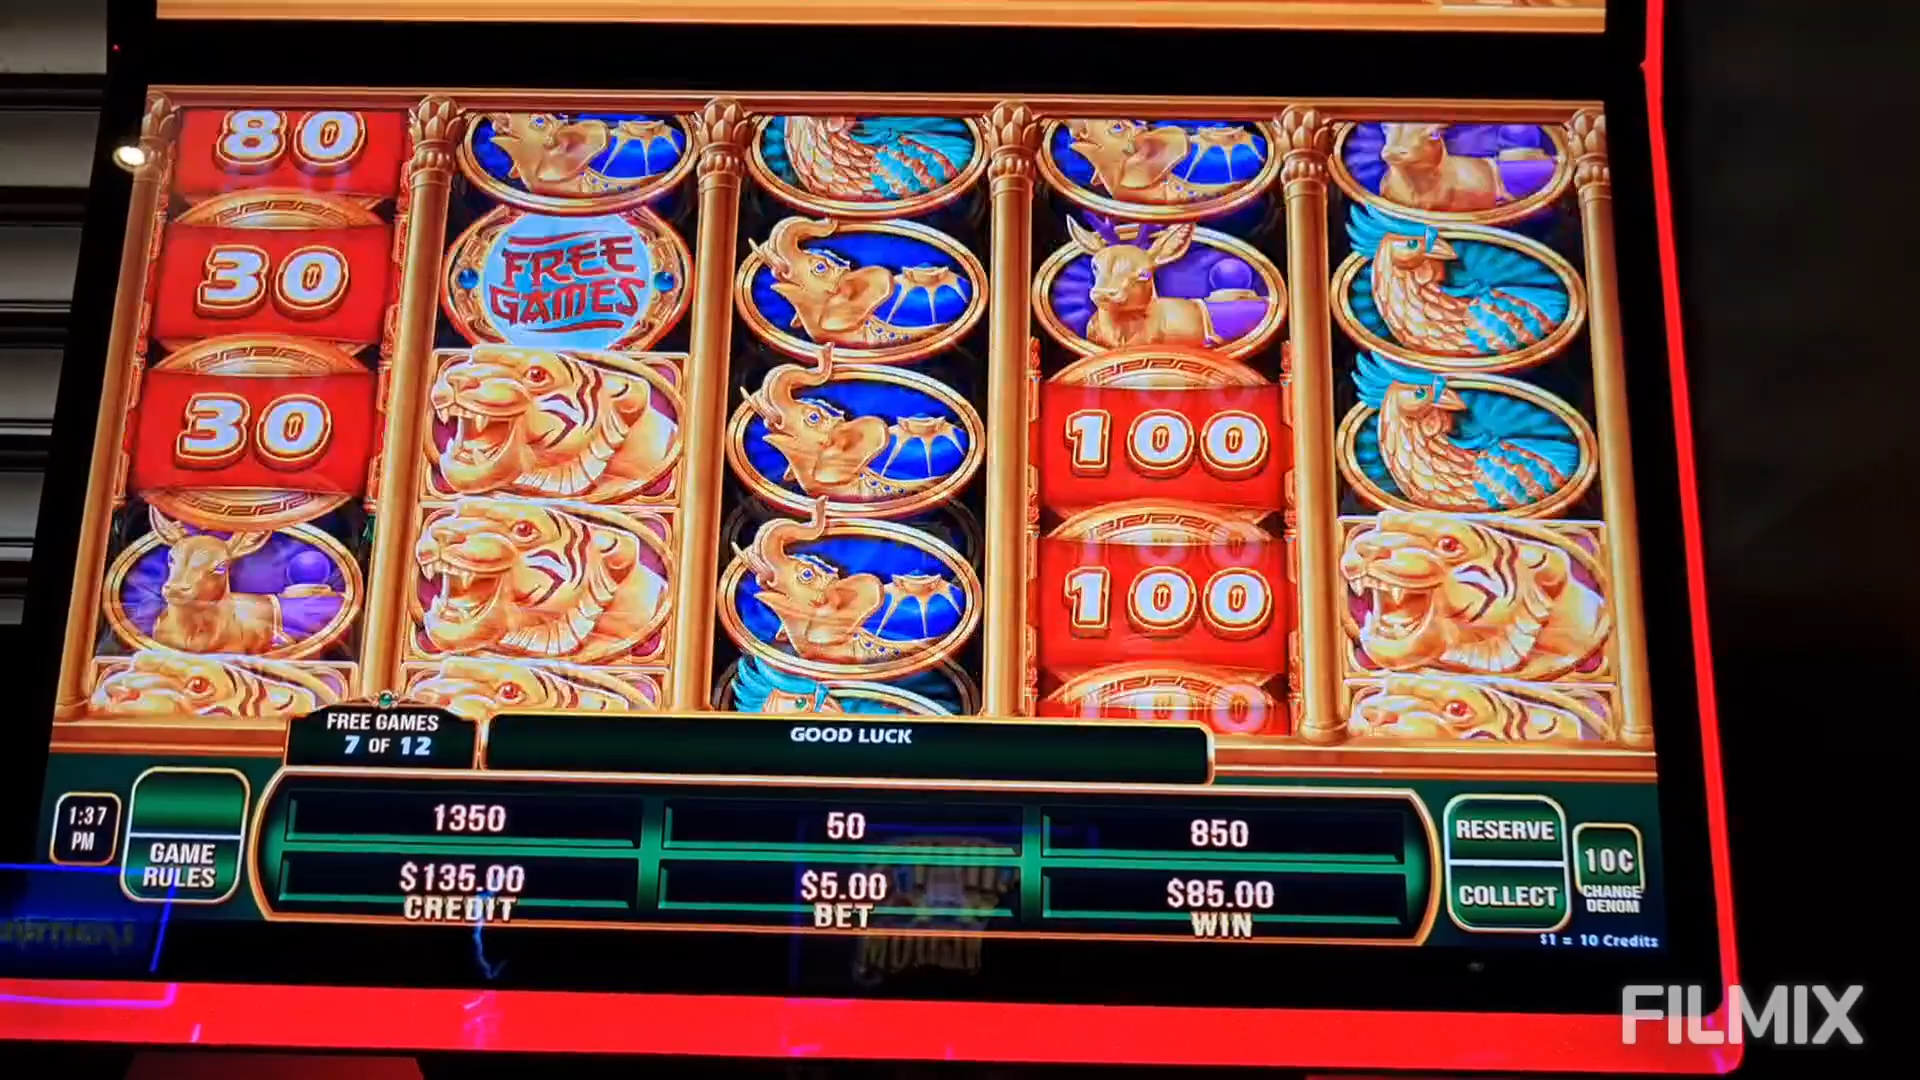 80
30
FREE
GAMES
30
100
100
100
FREE GAMES
7 OF 12
GOOD LUCK
1:37
PM
GAME
RULES
1350
$135.00
CREDIT
50
$5.00
BET
850
$85.00
WIN
RESERVE
COLLECT
10¢
CHANGE
DENOM
$1 = 10 Credits
FILMIX